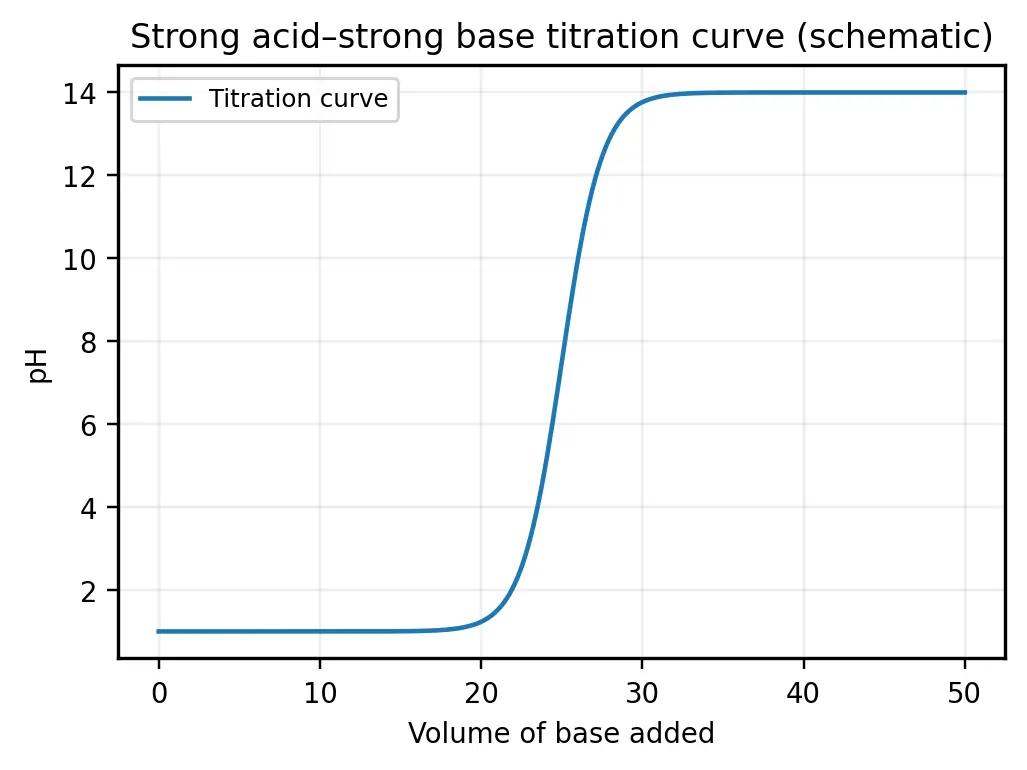 Strong acid–strong base titration curve (schematic)
Titration curve
14
12
10
8
6
4
2
pH
0 10 20 30 40 50
Volume of base added